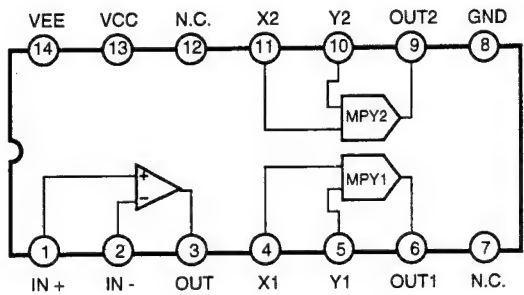 VEE VCC N.C. X2 Y2 OUT2 GND
14 13 12 11 10 9 8
MPY2
MPY1
+
−
1 2 3 4 5 6 7
IN + IN - OUT X1 Y1 OUT1 N.C.